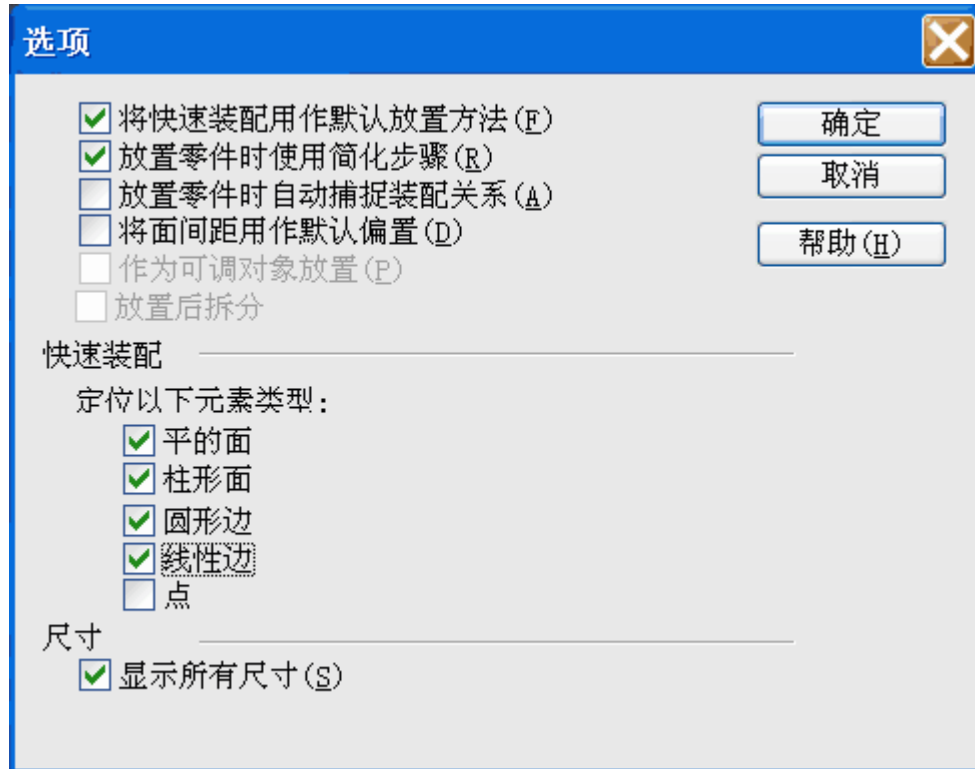 选项
将快速装配用作默认放置方法(F)
放置零件时使用简化步骤(R)
放置零件时自动捕捉装配关系(A)
将面间距用作默认偏置(D)
作为可调对象放置(P)
放置后拆分
确定
取消
帮助(H)
快速装配
定位以下元素类型:
平的面
柱形面
圆形边
线性边
点
尺寸
显示所有尺寸(S)